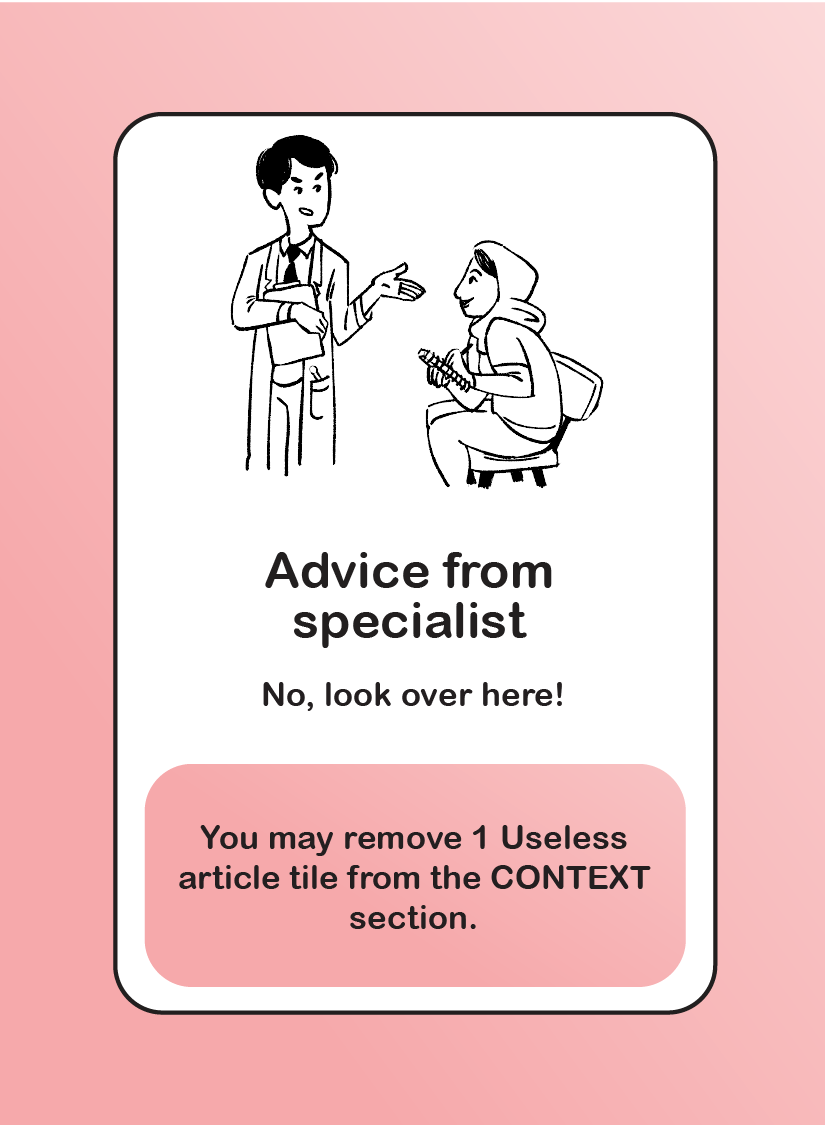 Advice from
specialist
No, look over here!
You may remove 1 Useless
article tile from the CONTEXT
section.